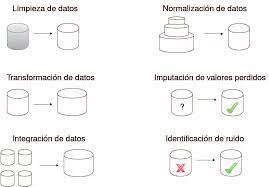 Limpieza de datos
Normalización de datos
Transformación de datos
Imputación de valores perdidos
?
Integración de datos
Identificación de ruido